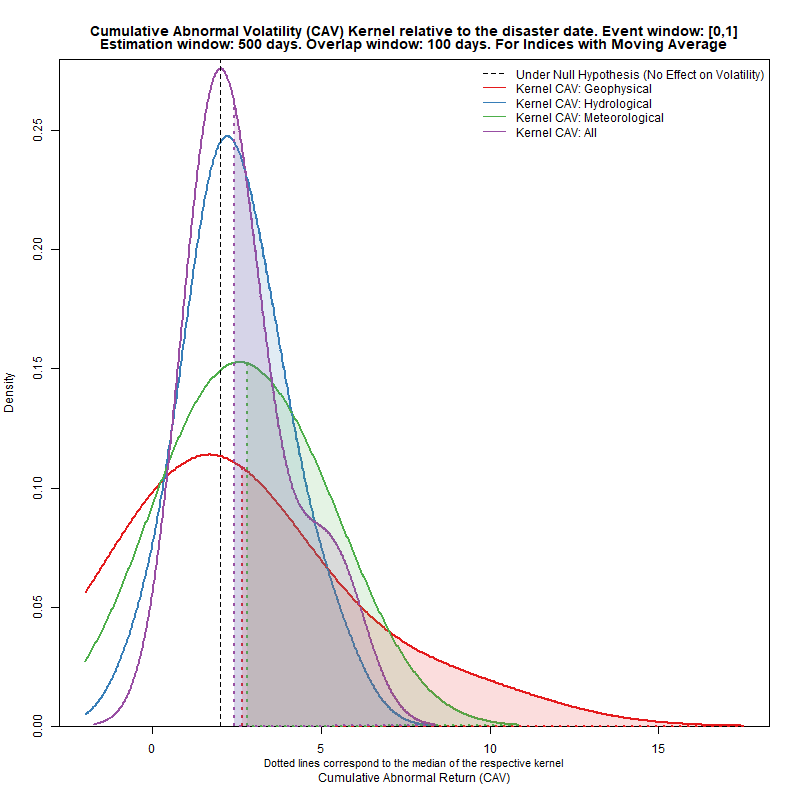 Cumulative Abnormal Volatility (CAV) Kernel relative to the disaster date. Event window: [0,1]
Estimation window: 500 days. Overlap window: 100 days. For Indices with Moving Average
Under Null Hypothesis (No Effect on Volatility)
Kernel CAV: Geophysical
Kernel CAV: Hydrological
Kernel CAV: Meteorological
Kernel CAV: All
0.25
0.20
0.15
0.10
0.05
0.00
Density
0 5 10 15
Dotted lines correspond to the median of the respective kernel
Cumulative Abnormal Return (CAV)